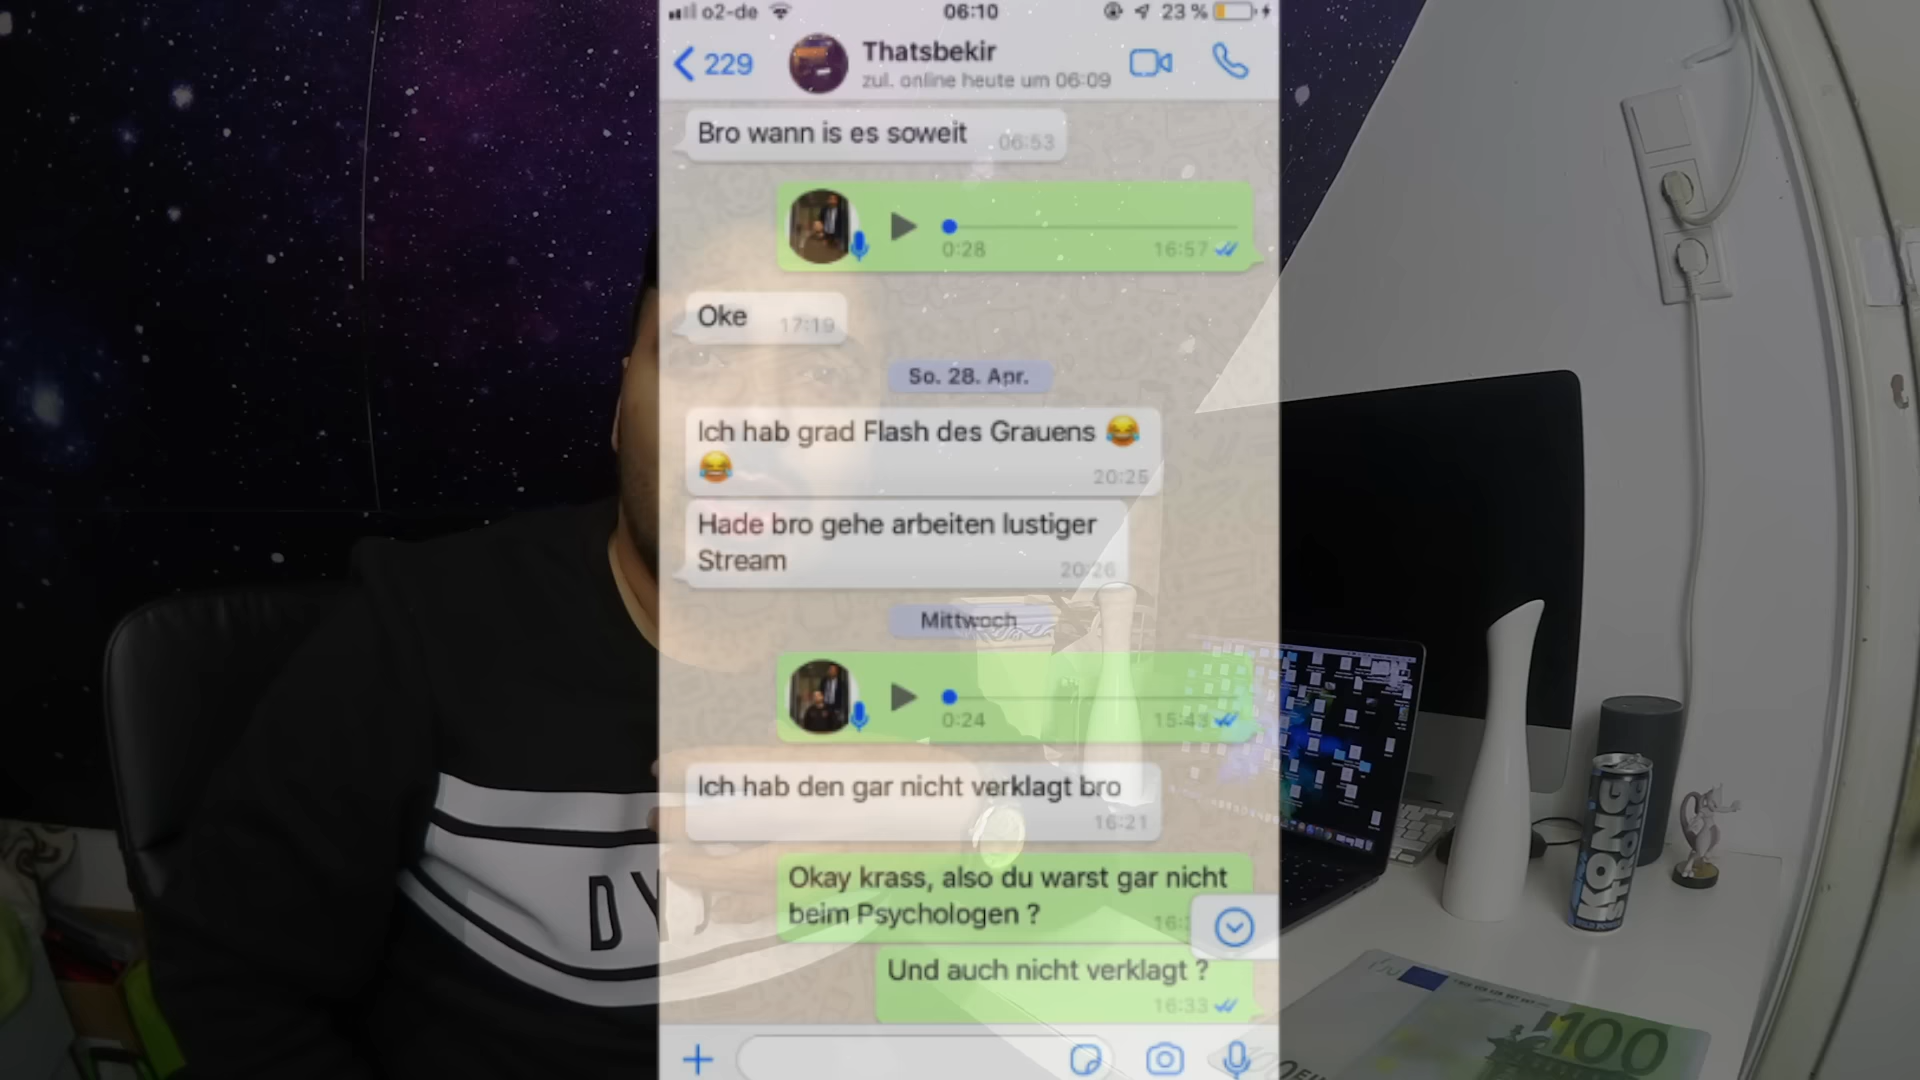 o2-de 06:10 23 %
229 Thatsbekir
zul. online heute um 06:09
Bro wann is es soweit 06:53
0:28 16:57
Oke 17:19
So. 28. Apr.
Ich hab grad Flash des Grauens 😂
😂 20:25
Hade bro gehe arbeiten lustiger
Stream 20:26
Mittwoch
0:24 15:43
Ich hab den gar nicht verklagt bro
16:21
Okay krass, also du warst gar nicht
beim Psychologen ?
Und auch nicht verklagt ?
16:33
KONG
STRONG
100